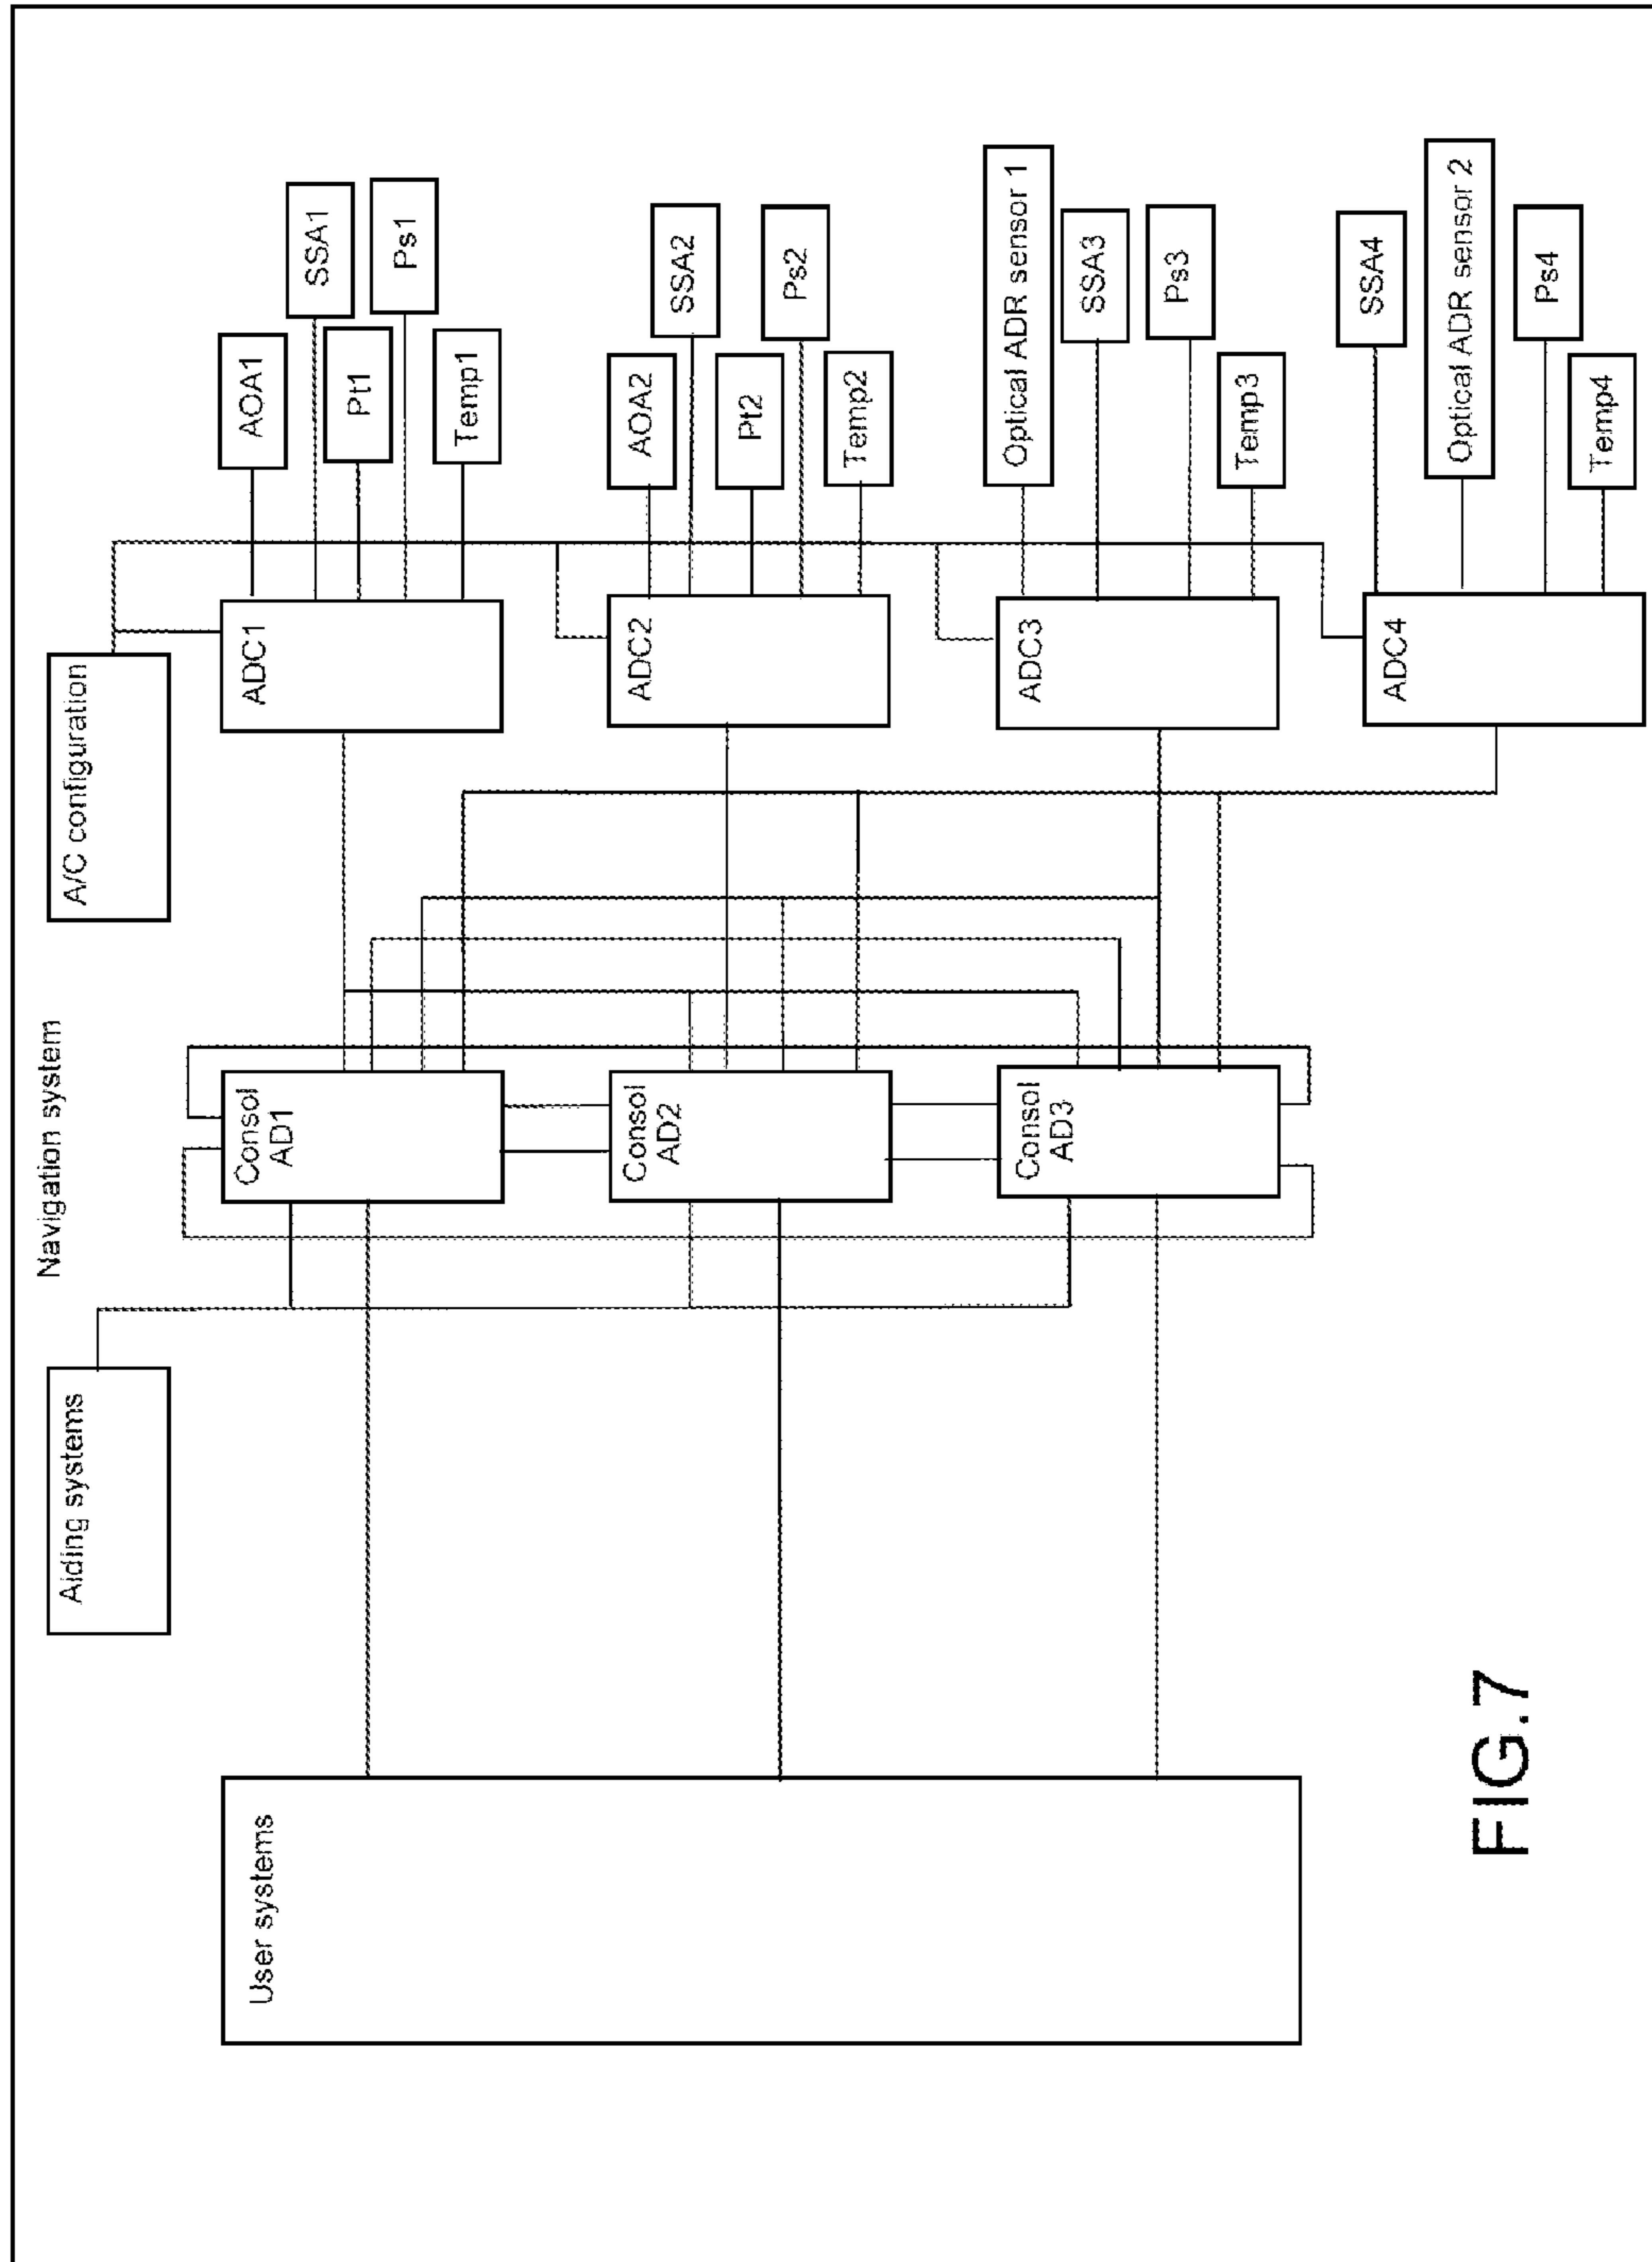 Navigation system
Aiding systems
A/C configuration
User systems
Consol
AD1
Consol
AD2
Consol
AD3
ADC1
ADC2
ADC3
ADC4
AOA1
SSA1
Pt1
Ps1
Temp1
AOA2
SSA2
Pt2
Ps2
Temp2
Optical ADR sensor 1
SSA3
Ps3
Temp3
SSA4
Optical ADR sensor 2
Ps4
Temp4
FIG.7